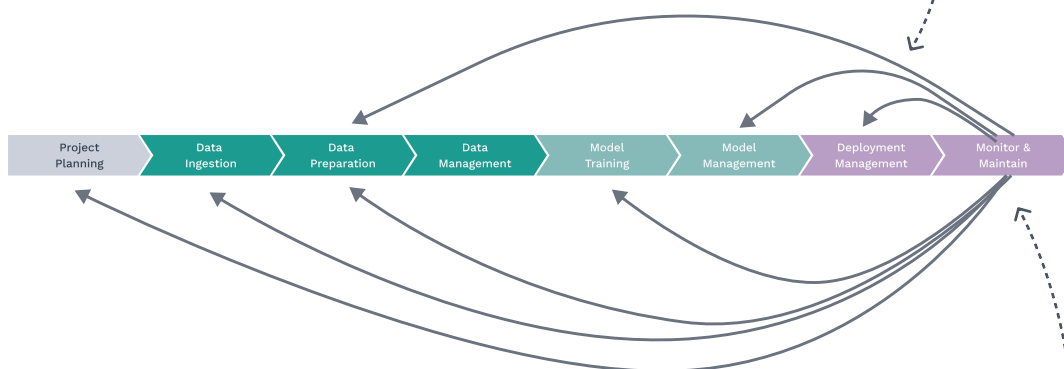 Project
Planning
Data
Ingestion
Data
Preparation
Data
Management
Model
Training
Model
Management
Deployment
Management
Monitor &
Maintain